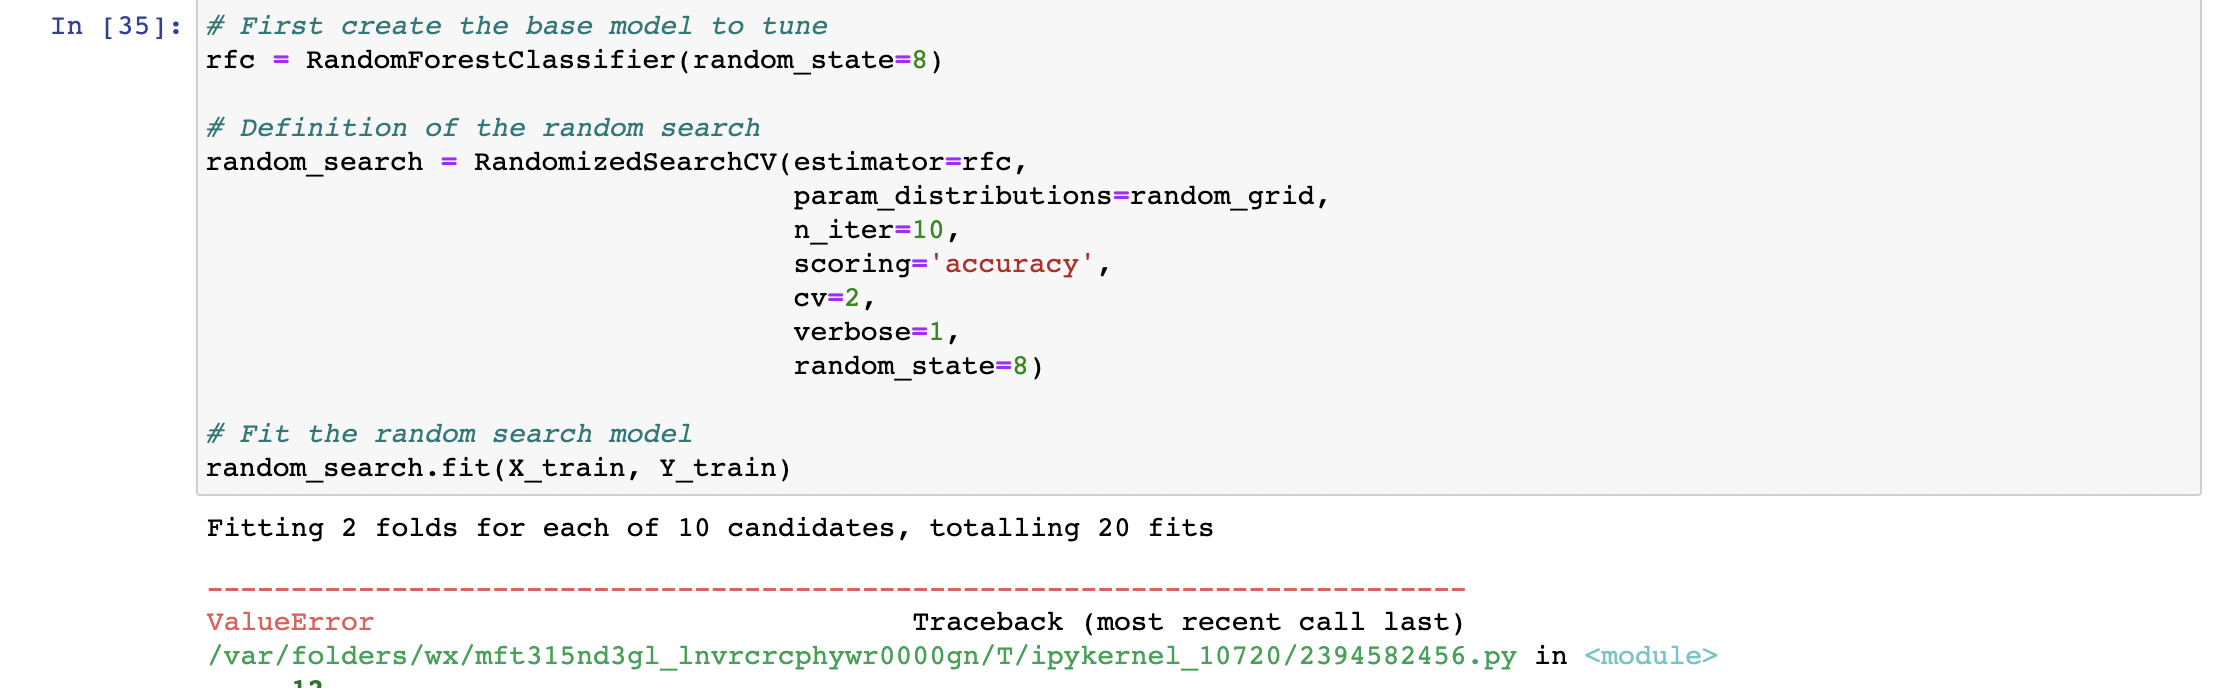 In [35]: # First create the base model to tune
rfc = RandomForestClassifier(random_state=8)
# Definition of the random search
random_search = RandomizedSearchCV(estimator=rfc,
param_distributions=random_grid,
n_iter=10,
scoring='accuracy',
cv=2,
verbose=1,
random_state=8)
# Fit the random search model
random_search.fit(X_train, Y_train)
Fitting 2 folds for each of 10 candidates, totalling 20 fits
---------------------------------------------------------------------------
ValueError Traceback (most recent call last)
/var/folders/wx/mft315nd3gl_lnvrcrcphywr0000gn/T/ipykernel_10720/2394582456.py in <module>